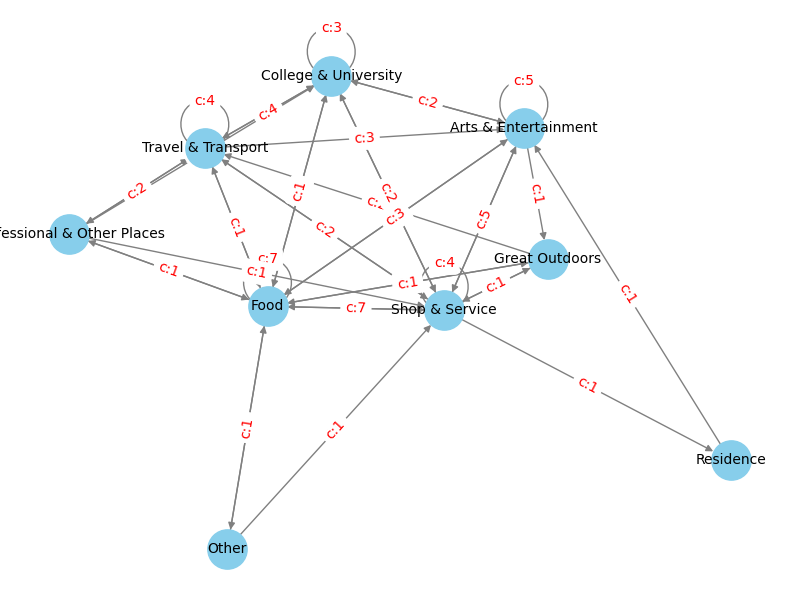 c:3
College & University
c:5
c:4
c:4
c:2
Arts & Entertainment
Travel & Transport
c:3
c:2
c:1
c:2
c:1
c:3
c:5
fessional & Other Places
c:1
c:2
Great Outdoors
c:7
c:4
c:1
c:1
c:1
c:1
Food
c:7
Shop & Service
c:1
c:1
c:1
c:1
Residence
Other